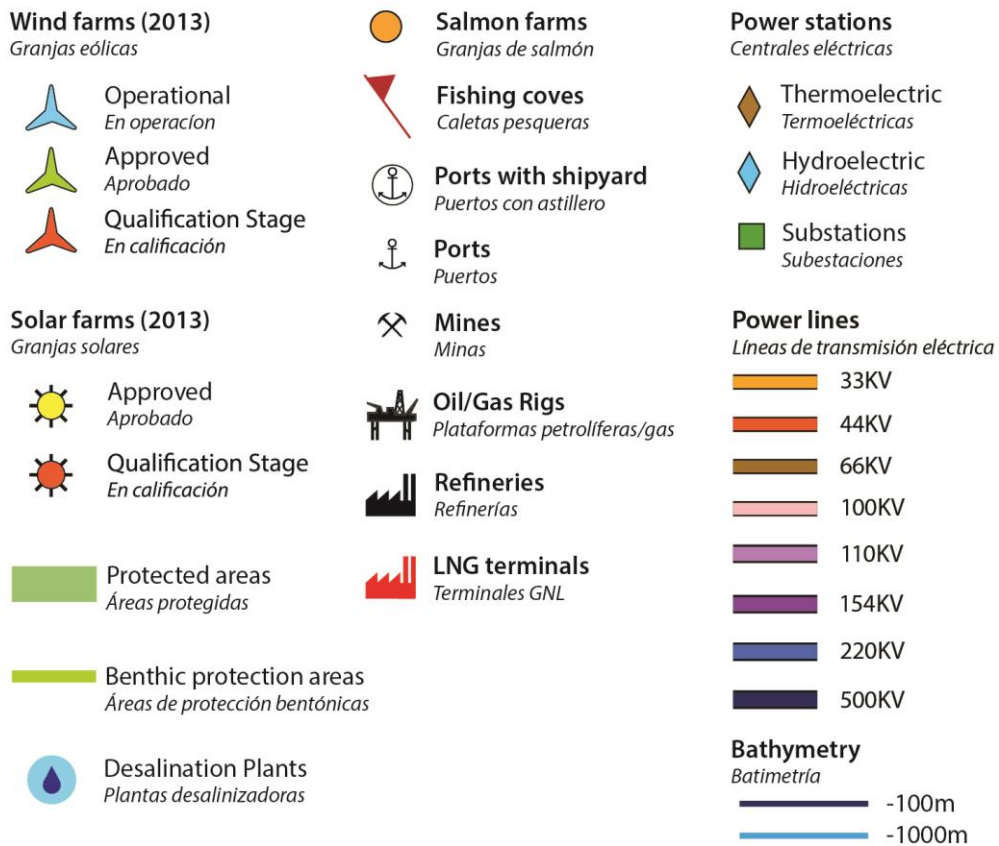 Wind farms (2013)
Granjas eólicas
Operational
En operacíon
Approved
Aprobado
Qualification Stage
En calificación
Solar farms (2013)
Granjas solares
Approved
Aprobado
Qualification Stage
En calificación
Protected areas
Áreas protegidas
Benthic protection areas
Áreas de protección bentónicas
Desalination Plants
Plantas desalinizadoras
Salmon farms
Granjas de salmón
Fishing coves
Caletas pesqueras
Ports with shipyard
Puertos con astillero
Ports
Puertos
Mines
Minas
Oil/Gas Rigs
Plataformas petrolíferas/gas
Refineries
Refinerías
LNG terminals
Terminales GNL
Power stations
Centrales eléctricas
Thermoelectric
Termoeléctricas
Hydroelectric
Hidroeléctricas
Substations
Subestaciones
Power lines
Líneas de transmisión eléctrica
33KV
44KV
66KV
100KV
110KV
154KV
220KV
500KV
Bathymetry
Batimetría
-100m
-1000m